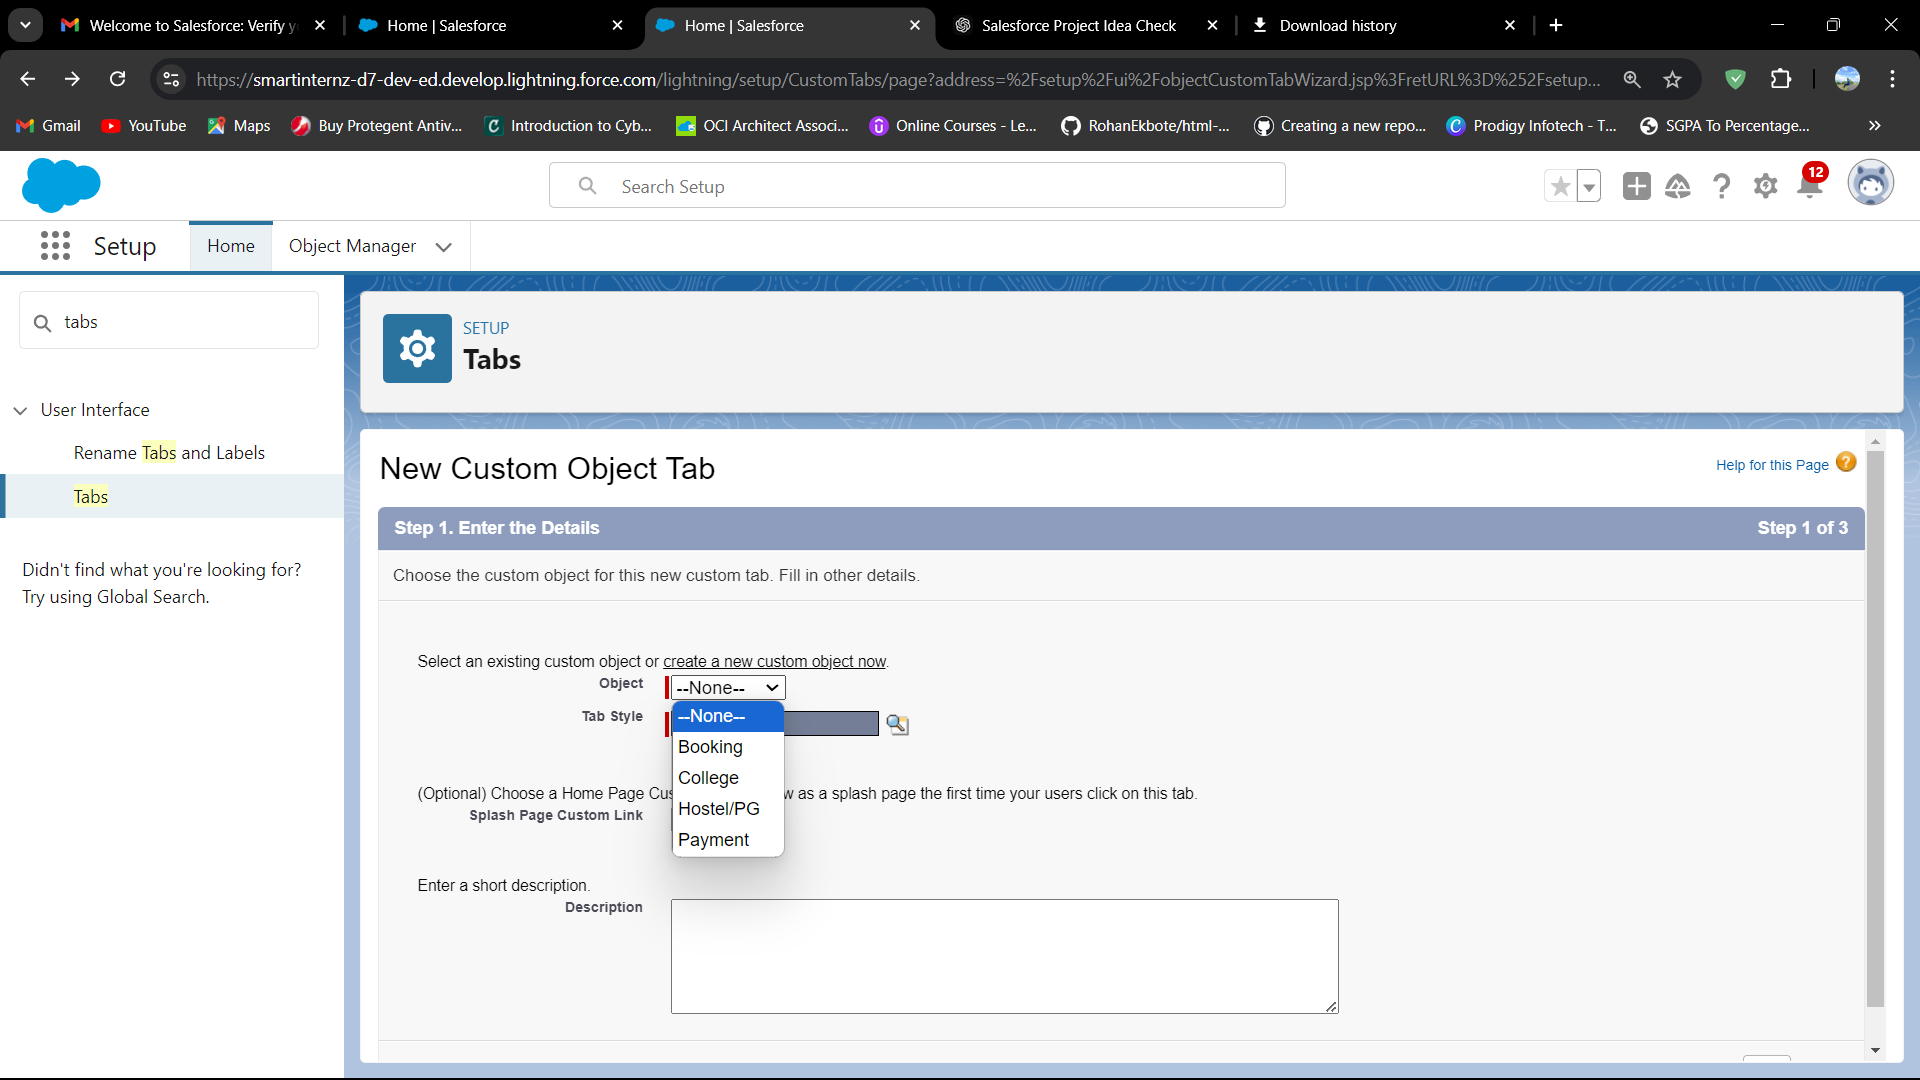 Welcome to Salesforce: Verify y
Home | Salesforce
Home | Salesforce
Salesforce Project Idea Check
Download history
https://smartinternz-d7-dev-ed.develop.lightning.force.com/lightning/setup/CustomTabs/page?address=%2Fsetup%2Fui%2FobjectCustomTabWizard.jsp%3FretURL%3D%252Fsetup...
Gmail
YouTube
Maps
Buy Protegent Antiv...
Introduction to Cyb...
OCI Architect Associ...
Online Courses - Le...
RohanEkbote/html-...
Creating a new repo...
Prodigy Infotech - T...
SGPA To Percentage...
Search Setup
12
Setup
Home
Object Manager
tabs
User Interface
Rename Tabs and Labels
Tabs
Didn't find what you're looking for?
Try using Global Search.
SETUP
Tabs
New Custom Object Tab
Help for this Page
Step 1. Enter the Details
Step 1 of 3
Choose the custom object for this new custom tab. Fill in other details.
Select an existing custom object or create a new custom object now.
Object
--None--
Tab Style
--None--
Booking
College
Hostel/PG
Payment
(Optional) Choose a Home Page Cus
w as a splash page the first time your users click on this tab.
Splash Page Custom Link
Enter a short description.
Description